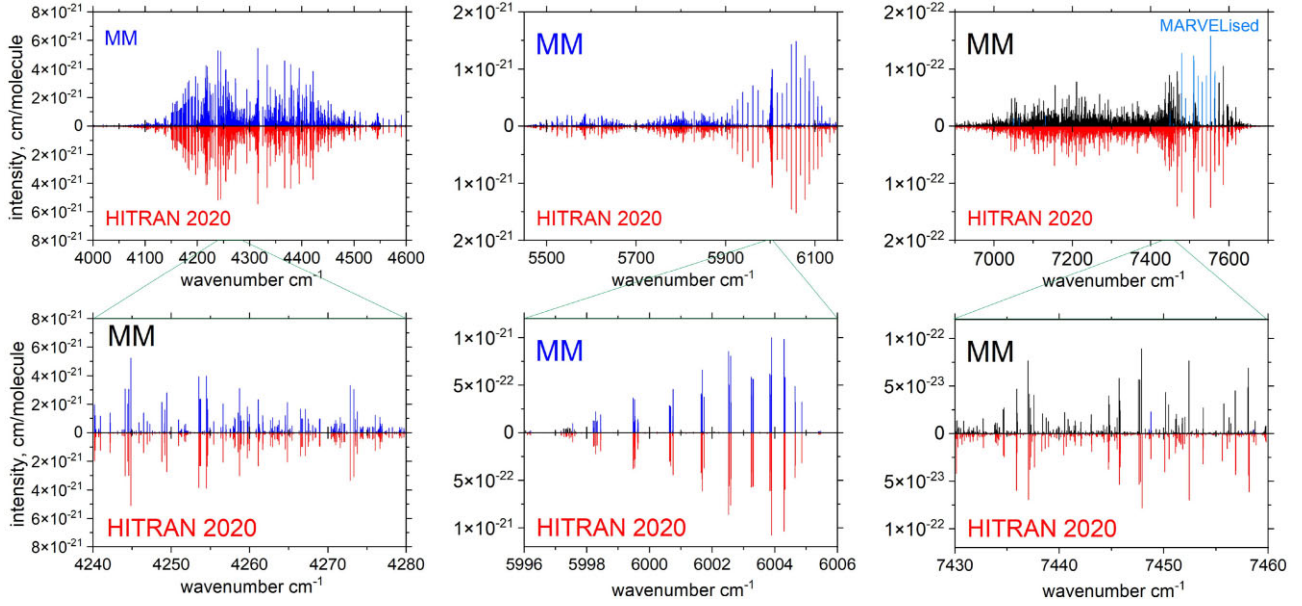 8×10-21
6×10-21
4×10-21
2×10-21
0
2×10-21
4×10-21
6×10-21
8×10-21
intensity, cm/molecule
MM
HITRAN 2020
4000 4100 4200 4300 4400 4500 4600
wavenumber cm-1
2×10-21
1×10-21
0
1×10-21
2×10-21
MM
HITRAN 2020
5500 5700 5900 6100
wavenumber cm-1
2×10-22
1×10-22
0
1×10-22
2×10-22
MM
MARVELised
HITRAN 2020
7000 7200 7400 7600
wavenumber cm-1
8×10-21
6×10-21
4×10-21
2×10-21
0
2×10-21
4×10-21
6×10-21
8×10-21
intensity, cm/molecule
MM
HITRAN 2020
4240 4250 4260 4270 4280
wavenumber cm-1
1×10-21
5×10-22
0
5×10-22
1×10-21
MM
HITRAN 2020
5996 5998 6000 6002 6004 6006
wavenumber cm-1
1×10-22
5×10-23
0
5×10-23
1×10-22
MM
HITRAN 2020
7430 7440 7450 7460
wavenumber cm-1